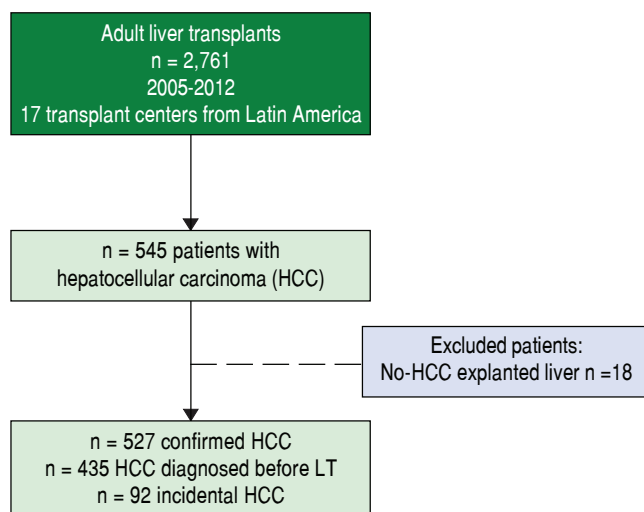 Adult liver transplants
n = 2,761
2005-2012
17 transplant centers from Latin America
n = 545 patients with
hepatocellular carcinoma (HCC)
Excluded patients:
No-HCC explanted liver n =18
n = 527 confirmed HCC
n = 435 HCC diagnosed before LT
n = 92 incidental HCC